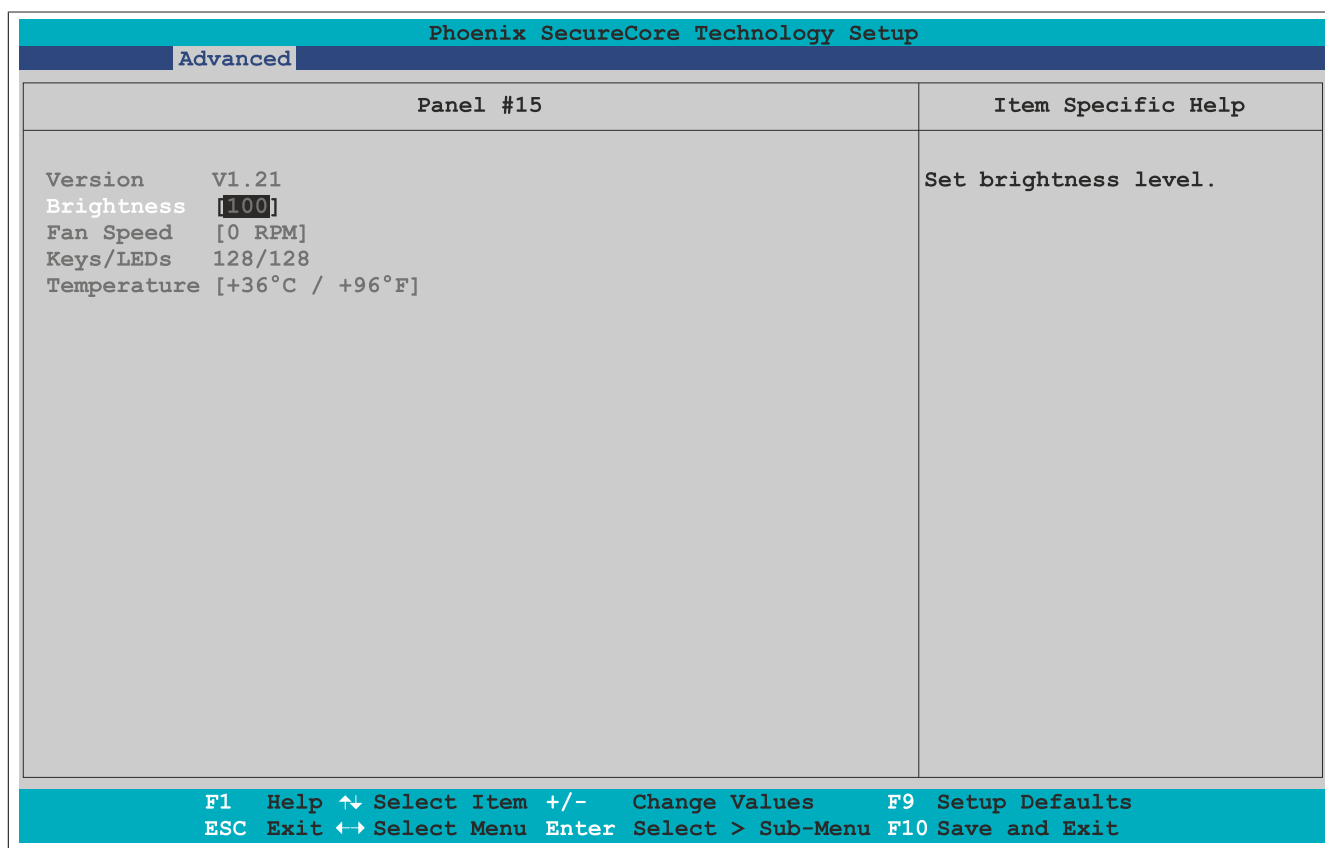 Phoenix SecureCore Technology Setup
Advanced
Panel #15
Item Specific Help
Version V1.21
Brightness [100]
Fan Speed [0 RPM]
Keys/LEDs 128/128
Temperature [+36°C / +96°F]
Set brightness level.
F1 Help ↑↓ Select Item +/- Change Values F9 Setup Defaults
ESC Exit ←→ Select Menu Enter Select > Sub-Menu F10 Save and Exit